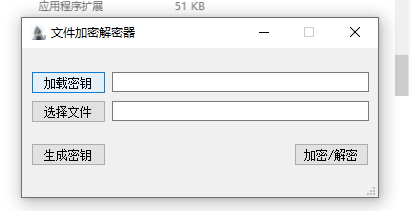 应用程序扩展 51 KB
文件加密解密器
加载密钥
选择文件
生成密钥 加密/解密